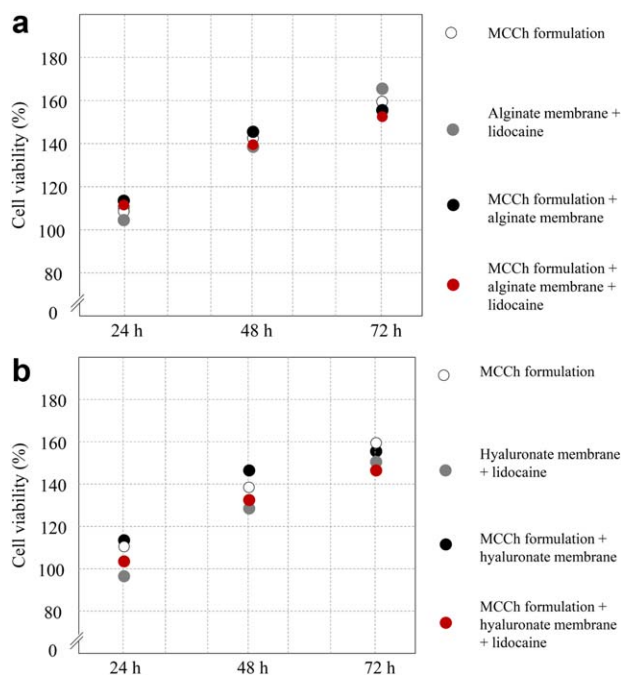 a
Cell viability (%)
180
160
140
120
100
80
0
24 h
48 h
72 h
MCCh formulation
Alginate membrane +
lidocaine
MCCh formulation +
alginate membrane
MCCh formulation +
alginate membrane +
lidocaine
b
Cell viability (%)
180
160
140
120
100
80
0
24 h
48 h
72 h
MCCh formulation
Hyaluronate membrane
+ lidocaine
MCCh formulation +
hyaluronate membrane
MCCh formulation +
hyaluronate membrane
+ lidocaine